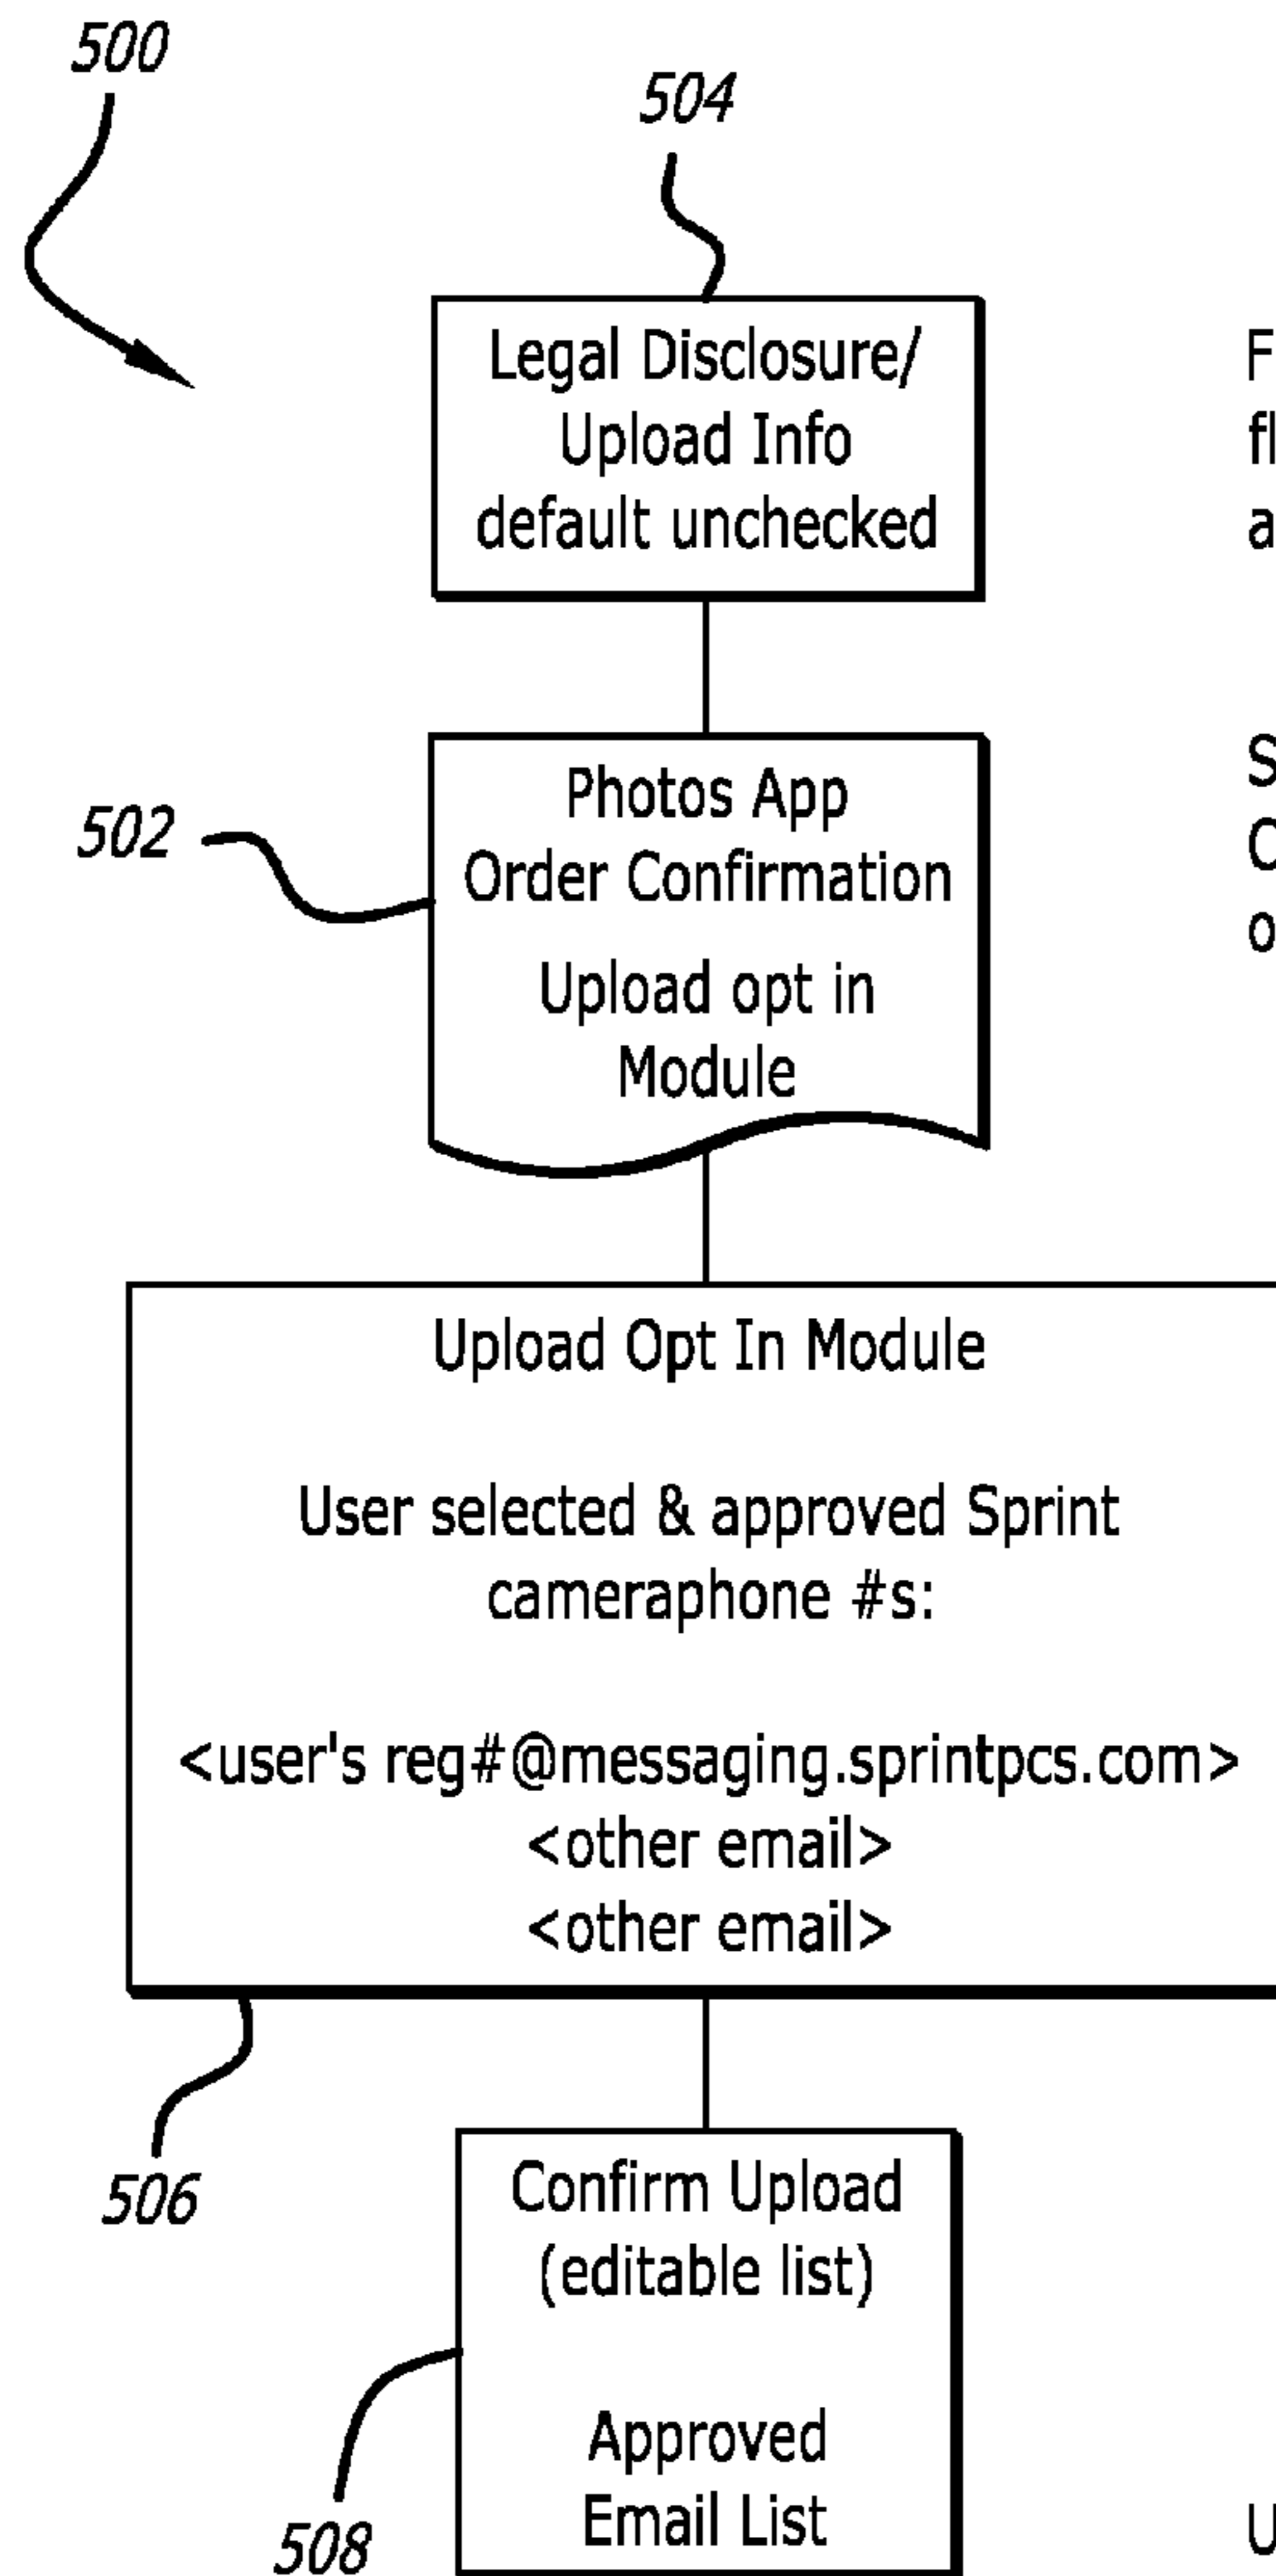 500
504
Legal Disclosure/
Upload Info
default unchecked
F
fl
a
502
Photos App
Order Confirmation
Upload opt in
Module
S
C
o
Upload Opt In Module
User selected & approved Sprint
cameraphone #s:
<user's reg#@messaging.sprintpcs.com>
<other email>
<other email>
506
Confirm Upload
(editable list)
Approved
Email List
508
U